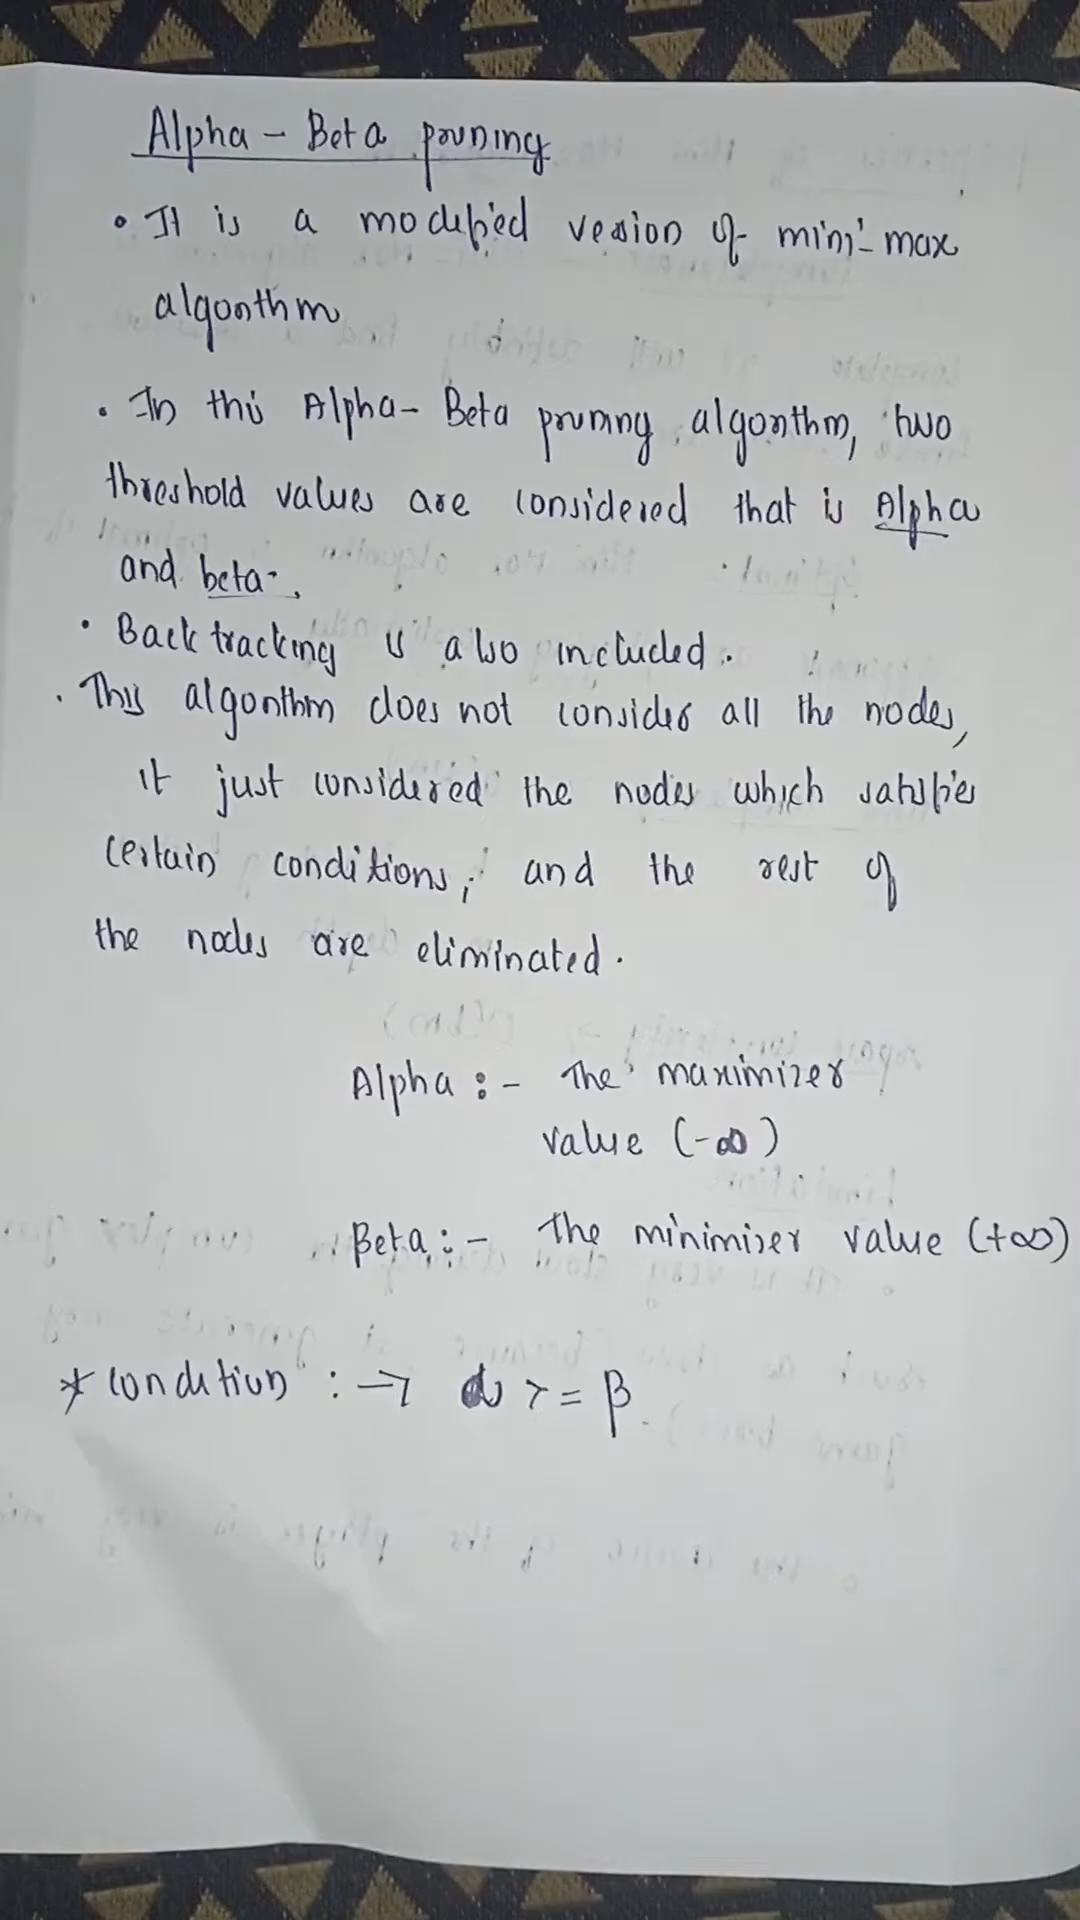 Alpha - Beta pruning
• It is a modified vesion of mini-max
algorithm
• In this Alpha - Beta pruning algorithm, two
threshold values are considered that is Alpha
and beta.
• Back tracking is also included.
• This algorithm does not consider all the nodes,
it just considered the nodes which satisfies
certain conditions, and the rest of
the nodes are eliminated.
Alpha :- The maximizer
value (-∞)
Beta :- The minimizer value (+∞)
* condition : → α >= β.